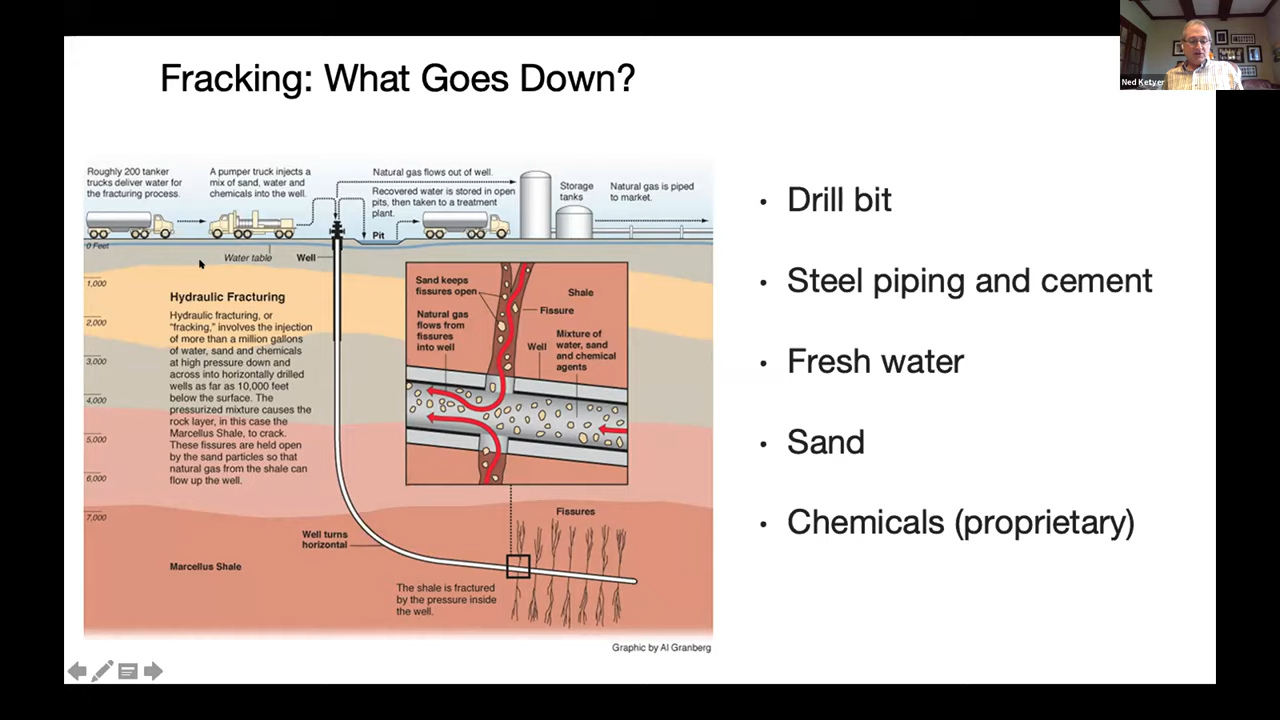 Fracking: What Goes Down?
Ned Ketyer
Roughly 200 tanker
trucks deliver water for
the fracturing process.
A pumper truck injects a
mix of sand, water and
chemicals into the well.
Natural gas flows out of well.
Recovered water is stored in open
pits, then taken to a treatment
plant.
Storage
tanks
Natural gas is piped
to market.
Pit
0 Feet
Water table
Well
1,000
2,000
3,000
4,000
5,000
6,000
7,000
Hydraulic Fracturing
Hydraulic fracturing, or
“fracking,” involves the injection
of more than a million gallons
of water, sand and chemicals
at high pressure down and
across into horizontally drilled
wells as far as 10,000 feet
below the surface. The
pressurized mixture causes the
rock layer, in this case the
Marcellus Shale, to crack.
These fissures are held open
by the sand particles so that
natural gas from the shale can
flow up the well.
Sand keeps
fissures open
Shale
Fissure
Natural gas
flows from
fissures
into well
Well
Mixture of
water, sand
and chemical
agents
Fissures
Well turns
horizontal
Marcellus Shale
The shale is fractured
by the pressure inside
the well.
Graphic by Al Granberg
• Drill bit
• Steel piping and cement
• Fresh water
• Sand
• Chemicals (proprietary)